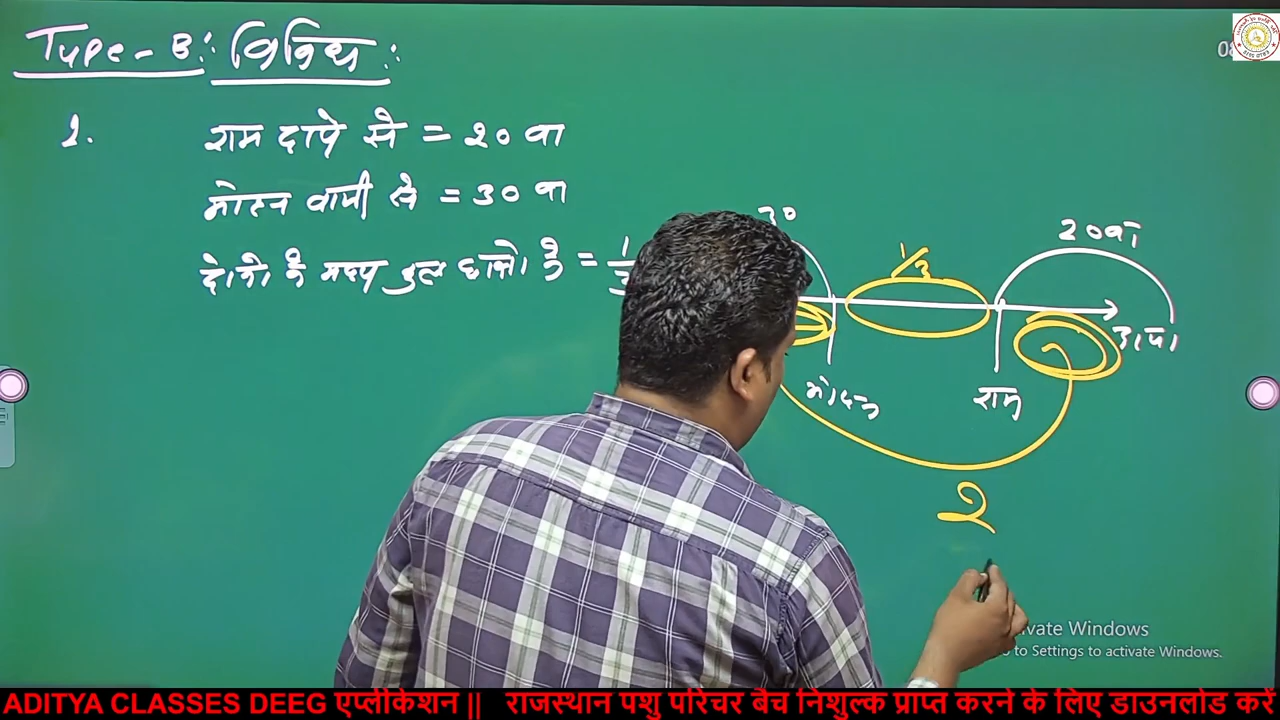 Type-B: विविध :
1. राम दायें से = 20 वा
मोहन बायीं से = 30 वा
दोनो के मध्य कुल छात्रो के = 1/3
30
1/3
20वां
दायां
मोहन
राम
2
Activate Windows
Go to Settings to activate Windows.
ADITYA CLASSES DEEG एप्लीकेशन || राजस्थान पशु परिचर बैच निशुल्क प्राप्त करने के लिए डाउनलोड करें